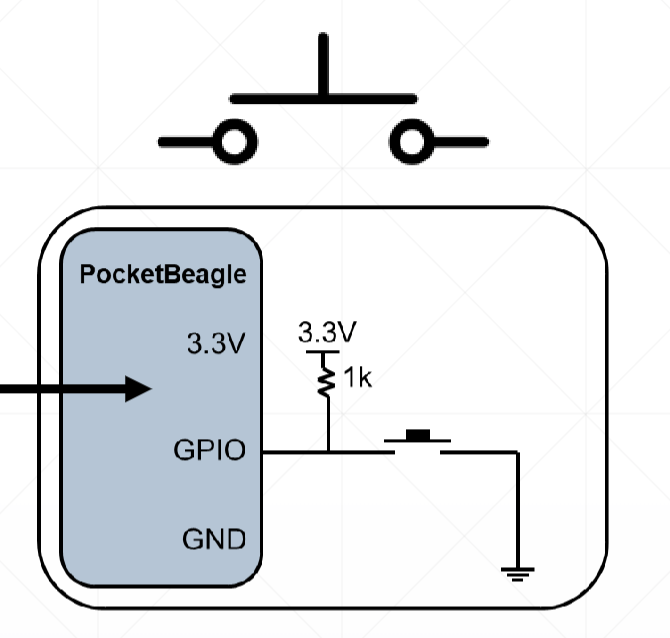 PocketBeagle
3.3V
3.3V
1k
GPIO
GND